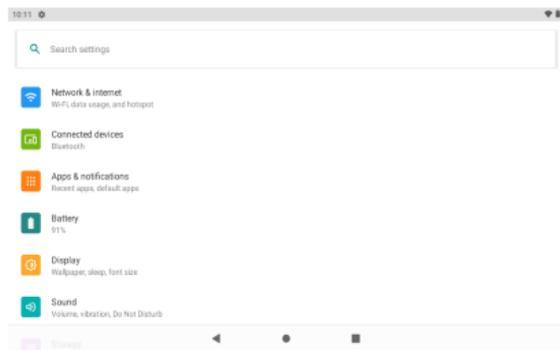 10:11
Search settings
Network & internet
Wi-Fi, data usage, and hotspot
Connected devices
Bluetooth
Apps & notifications
Recent apps, default apps
Battery
91%
Display
Wallpaper, sleep, font size
Sound
Volume, vibration, Do Not Disturb
Storage